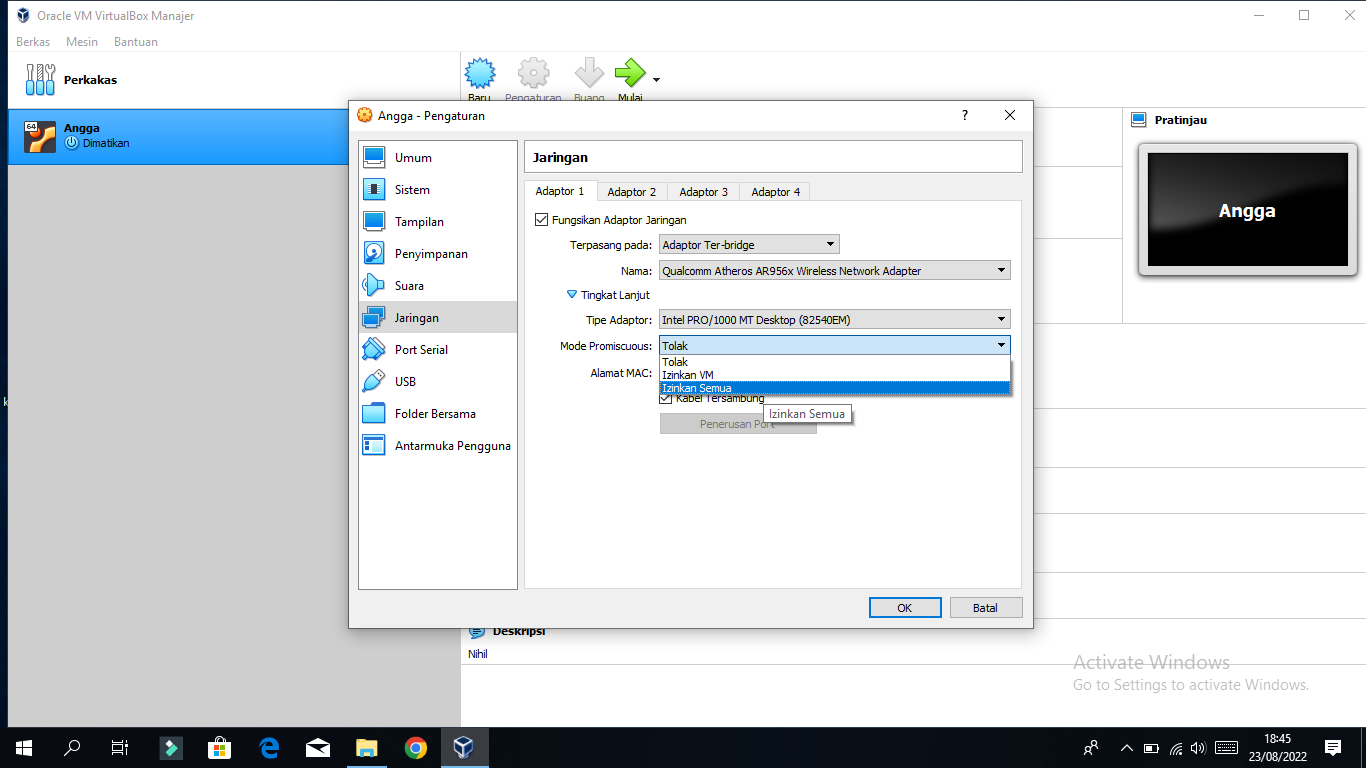 Oracle VM VirtualBox Manajer
Berkas Mesin Bantuan
Perkakas
Baru Pengaturan Buang Mulai
64
Angga
Dimatikan
Angga - Pengaturan
?
Umum
Sistem
Tampilan
Penyimpanan
Suara
Jaringan
Port Serial
USB
Folder Bersama
Antarmuka Pengguna
Jaringan
Adaptor 1 Adaptor 2 Adaptor 3 Adaptor 4
Fungsikan Adaptor Jaringan
Terpasang pada: Adaptor Ter-bridge
Nama: Qualcomm Atheros AR956x Wireless Network Adapter
Tingkat Lanjut
Tipe Adaptor: Intel PRO/1000 MT Desktop (82540EM)
Mode Promiscuous: Tolak
Tolak
Izinkan VM
Izinkan Semua
Alamat MAC:
Kabel Tersambung
Izinkan Semua
Penerusan Port
OK Batal
Pratinjau
Angga
Deskripsi
Nihil
Activate Windows
Go to Settings to activate Windows.
18:45
23/08/2022